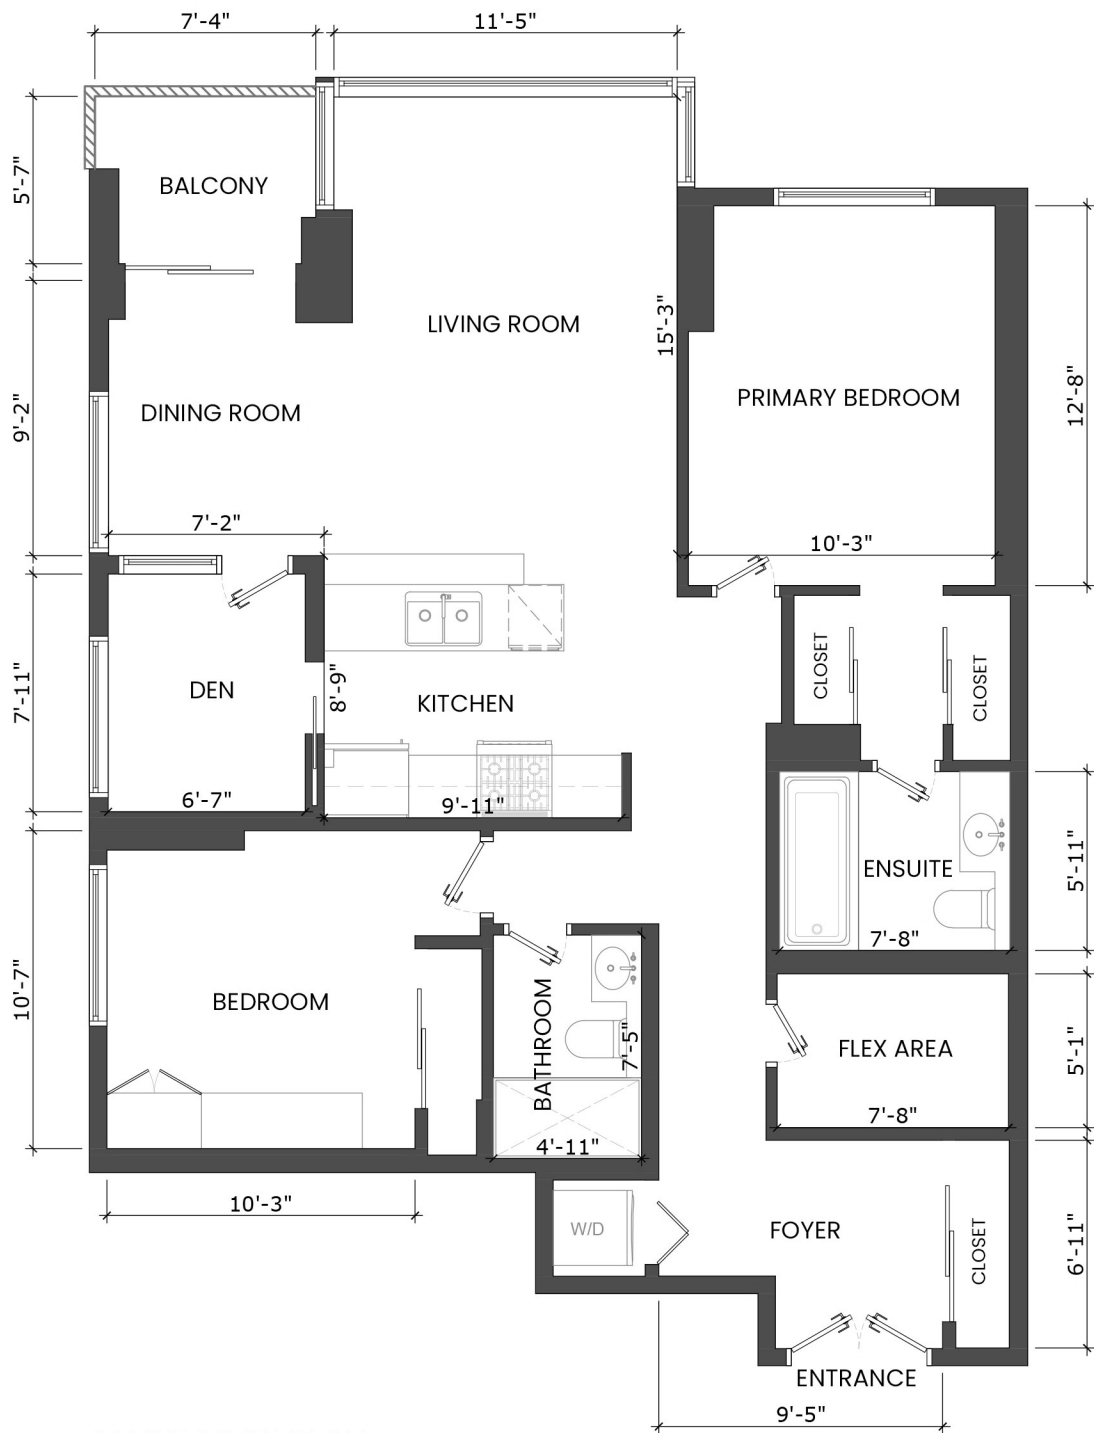 7'-4"
11'-5"
5'-7"
BALCONY
LIVING ROOM
15'-3"
PRIMARY BEDROOM
12'-8"
9'-2"
DINING ROOM
7'-2"
10'-3"
CLOSET
CLOSET
7'-11"
DEN
8'-9"
KITCHEN
6'-7"
9'-11"
ENSUITE
5'-11"
7'-8"
10'-7"
BEDROOM
BATHROOM
7'-5"
FLEX AREA
5'-1"
7'-8"
4'-11"
10'-3"
W/D
FOYER
CLOSET
6'-11"
ENTRANCE
9'-5"